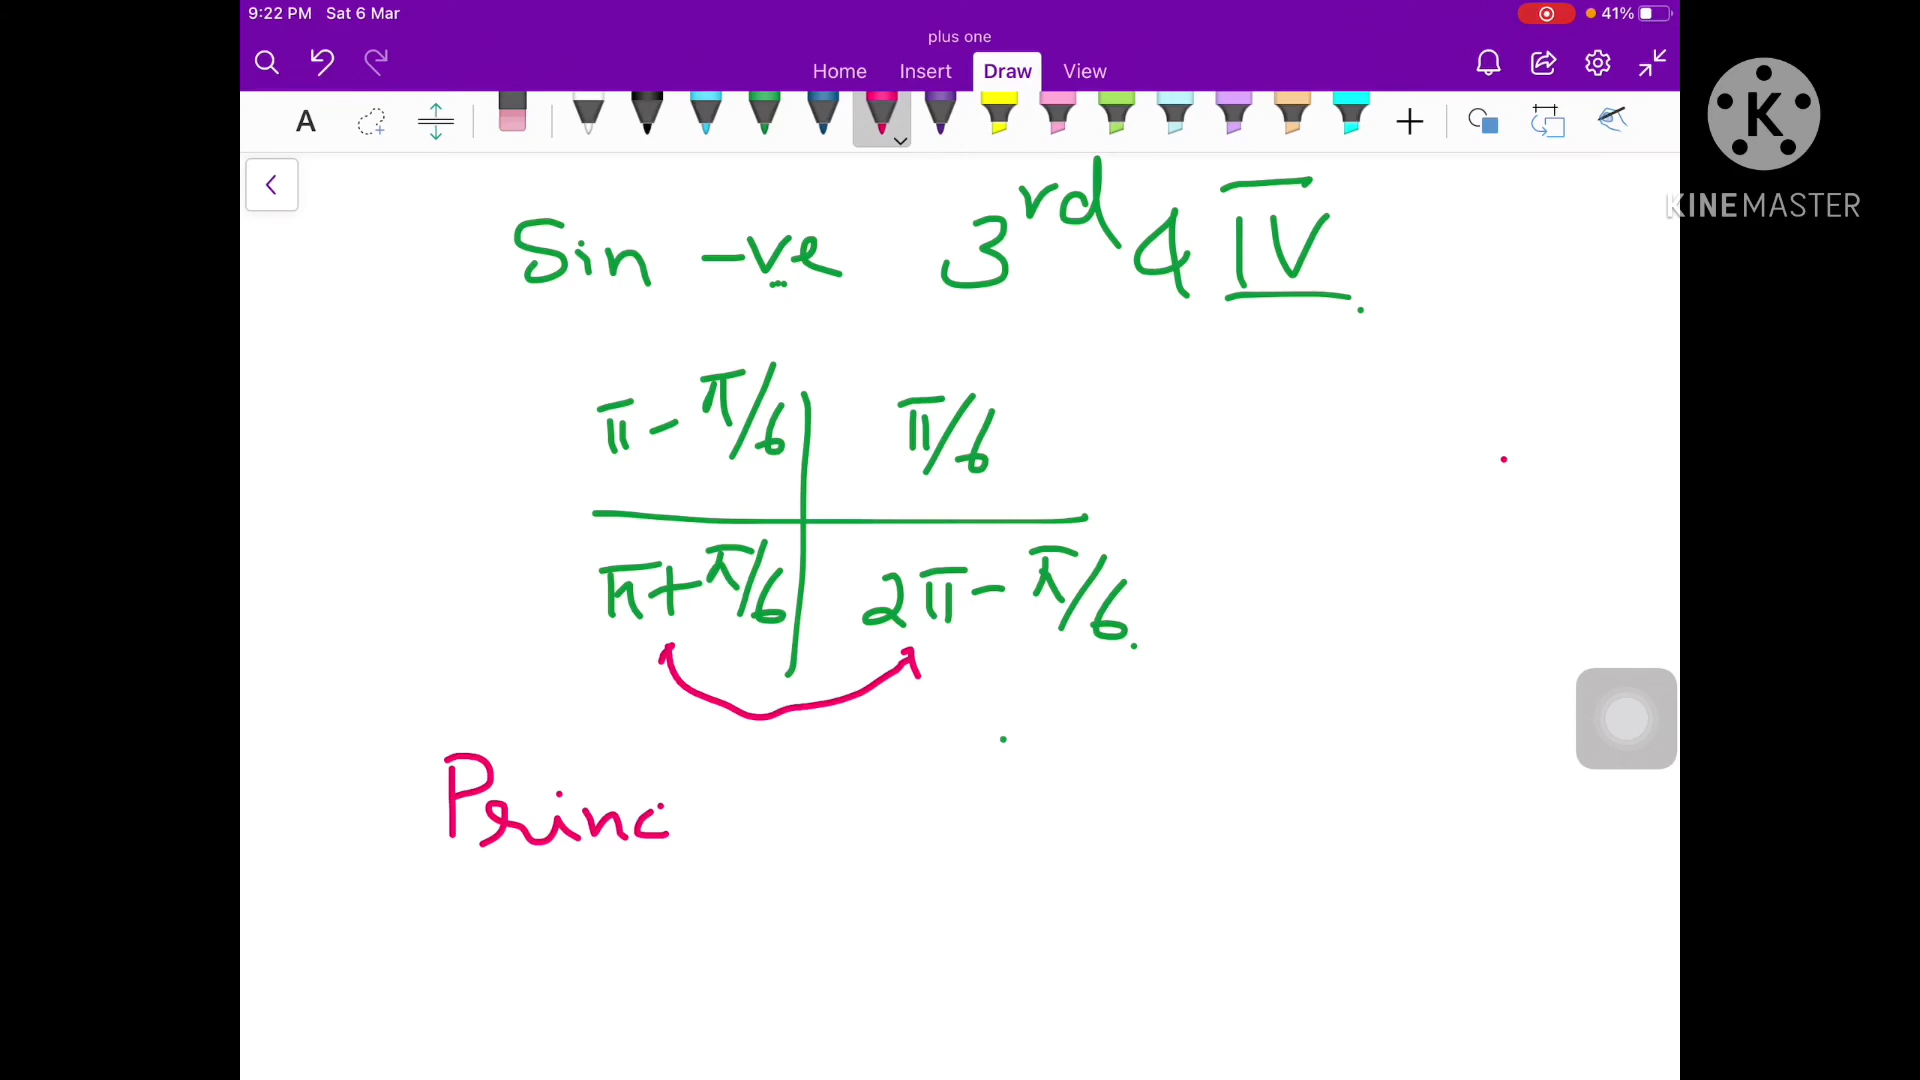 9:22 PM Sat 6 Mar
41%
plus one
Home Insert Draw View
A
K
KINEMASTER
Sin -ve 3rd 4 IV
π - π/6 π/6
π + π/6 2π - π/6
Princ